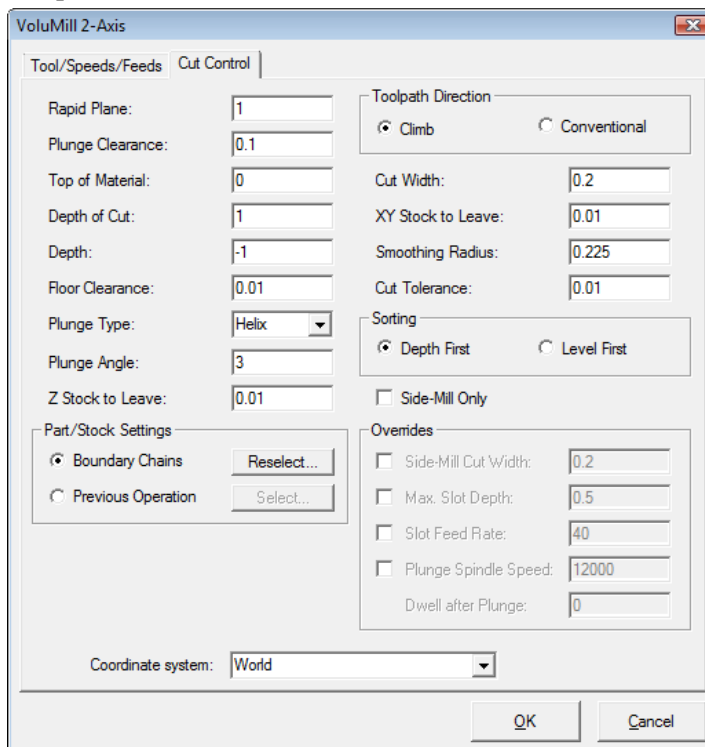 VoluMill 2-Axis
Tool/Speeds/Feeds Cut Control
Rapid Plane: 1
Plunge Clearance: 0.1
Top of Material: 0
Depth of Cut: 1
Depth: -1
Floor Clearance: 0.01
Plunge Type: Helix
Plunge Angle: 3
Z Stock to Leave: 0.01
Part/Stock Settings
Boundary Chains Reselect...
Previous Operation Select...
Toolpath Direction
Climb Conventional
Cut Width: 0.2
XY Stock to Leave: 0.01
Smoothing Radius: 0.225
Cut Tolerance: 0.01
Sorting
Depth First Level First
Side-Mill Only
Overrides
Side-Mill Cut Width: 0.2
Max. Slot Depth: 0.5
Slot Feed Rate: 40
Plunge Spindle Speed: 12000
Dwell after Plunge: 0
Coordinate system: World
OK Cancel